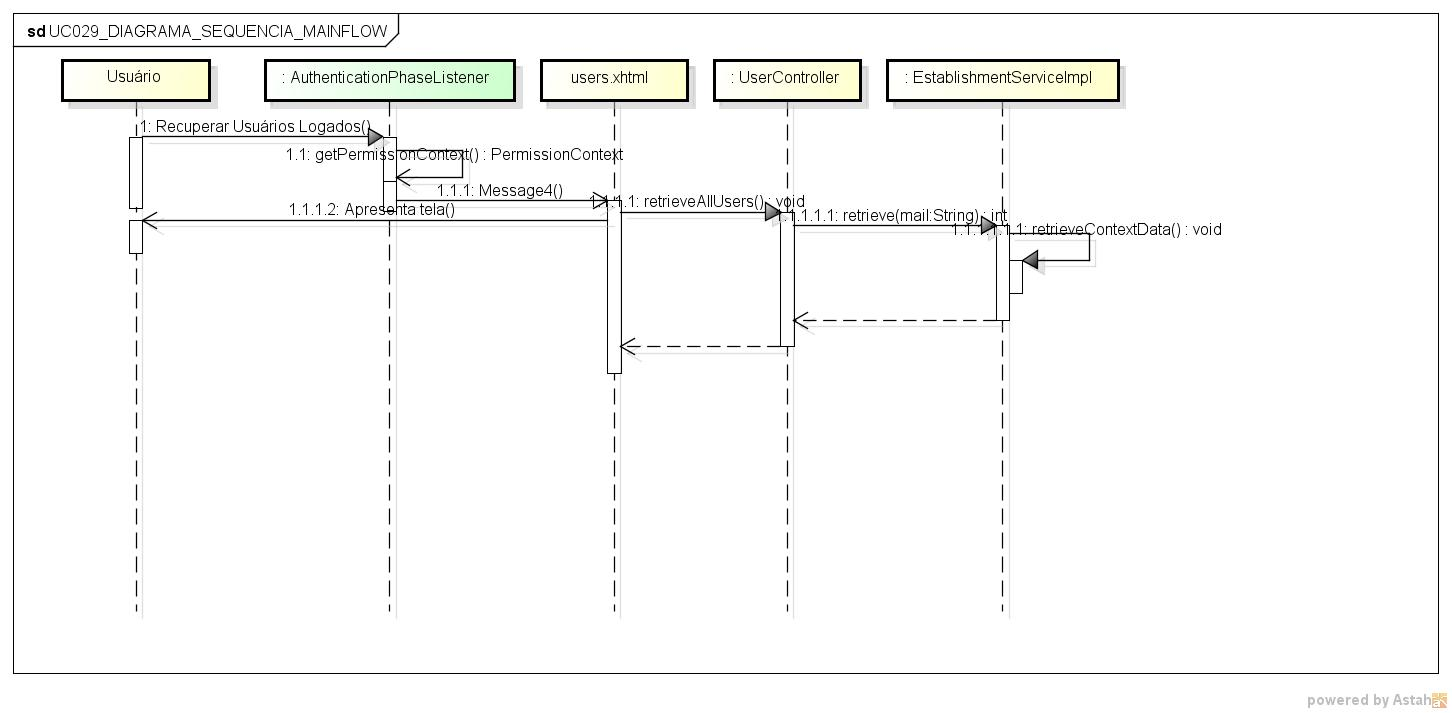 sd UC029_DIAGRAMA_SEQUENCIA_MAINFLOW
Usuário
: AuthenticationPhaseListener
users.xhtml
: UserController
: EstablishmentServiceImpl
1: Recuperar Usuários Logados()
1.1: getPermissionContext() : PermissionContext
1.1.1: Message4()
1.1.1.1: retrieveAllUsers() : void
1.1.1.2: Apresenta tela()
1.1.1.1.1: retrieve(mail:String) : int
retrieveContextData() : void
powered by Astah